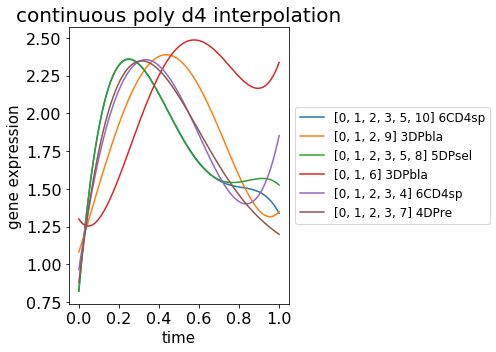 continuous poly d4 interpolation
gene expression
2.50
2.25
2.00
1.75
1.50
1.25
1.00
0.75
0.0 0.2 0.4 0.6 0.8 1.0
time
[0, 1, 2, 3, 5, 10] 6CD4sp
[0, 1, 2, 9] 3DPbla
[0, 1, 2, 3, 5, 8] 5DPsel
[0, 1, 6] 3DPbla
[0, 1, 2, 3, 4] 6CD4sp
[0, 1, 2, 3, 7] 4DPre